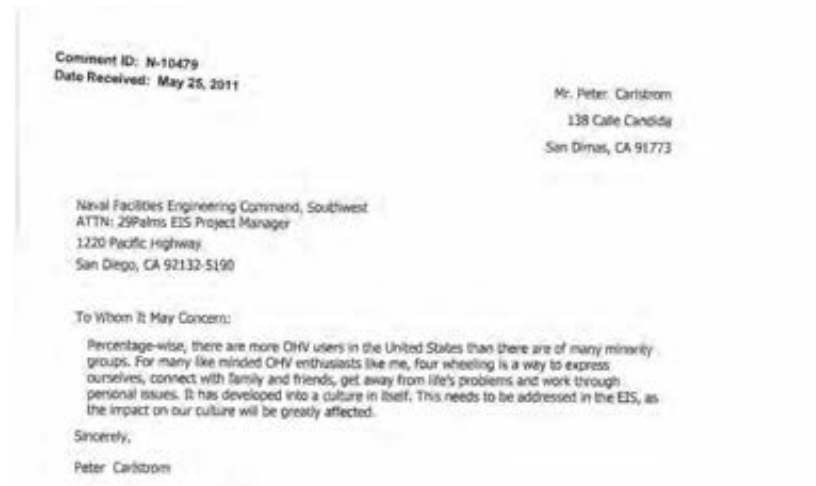 Comment ID: N-10479
Date Received: May 25, 2011
Mr. Peter Carlstrom
138 Calle Candida
San Dimas, CA 91773
Naval Facilities Engineering Command, Southwest
ATTN: 29Palms EIS Project Manager
1220 Pacific Highway
San Diego, CA 92132-5190
To Whom It May Concern:
Percentage-wise, there are more OHV users in the United States than there are of many minority
groups. For many like minded OHV enthusiasts like me, four wheeling is a way to express
ourselves, connect with family and friends, get away from life's problems and work through
personal issues. It has developed into a culture in itself. This needs to be addressed in the EIS, as
the impact on our culture will be greatly affected.
Sincerely,
Peter Carlstrom